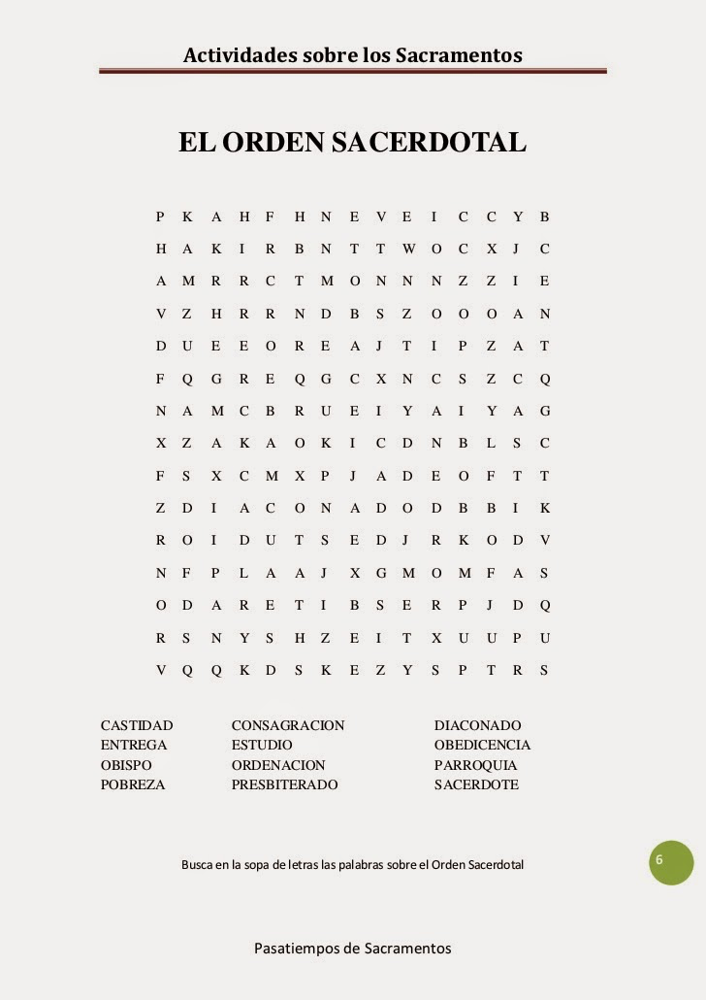 Actividades sobre los Sacramentos
EL ORDEN SACERDOTAL
P K A H F H N E V E I C C Y B
H A K I R B N T T W O C X J C
A M R R C T M O N N N Z Z I E
V Z H R R N D B S Z O O O A N
D U E E O R E A J T I P Z A T
F Q G R E Q G C X N C S Z C Q
N A M C B R U E I Y A I Y A G
X Z A K A O K I C D N B L S C
F S X C M X P J A D E O F T T
Z D I A C O N A D O D B B I K
R O I D U T S E D J R K O D V
N F P L A A J X G M O M F A S
O D A R E T I B S E R P J D Q
R S N Y S H Z E I T X U U P U
V Q Q K D S K E Z Y S P T R S
CASTIDAD CONSAGRACION DIACONADO
ENTREGA ESTUDIO OBEDICENCIA
OBISPO ORDENACION PARROQUIA
POBREZA PRESBITERADO SACERDOTE
Busca en la sopa de letras las palabras sobre el Orden Sacerdotal
6
Pasatiempos de Sacramentos